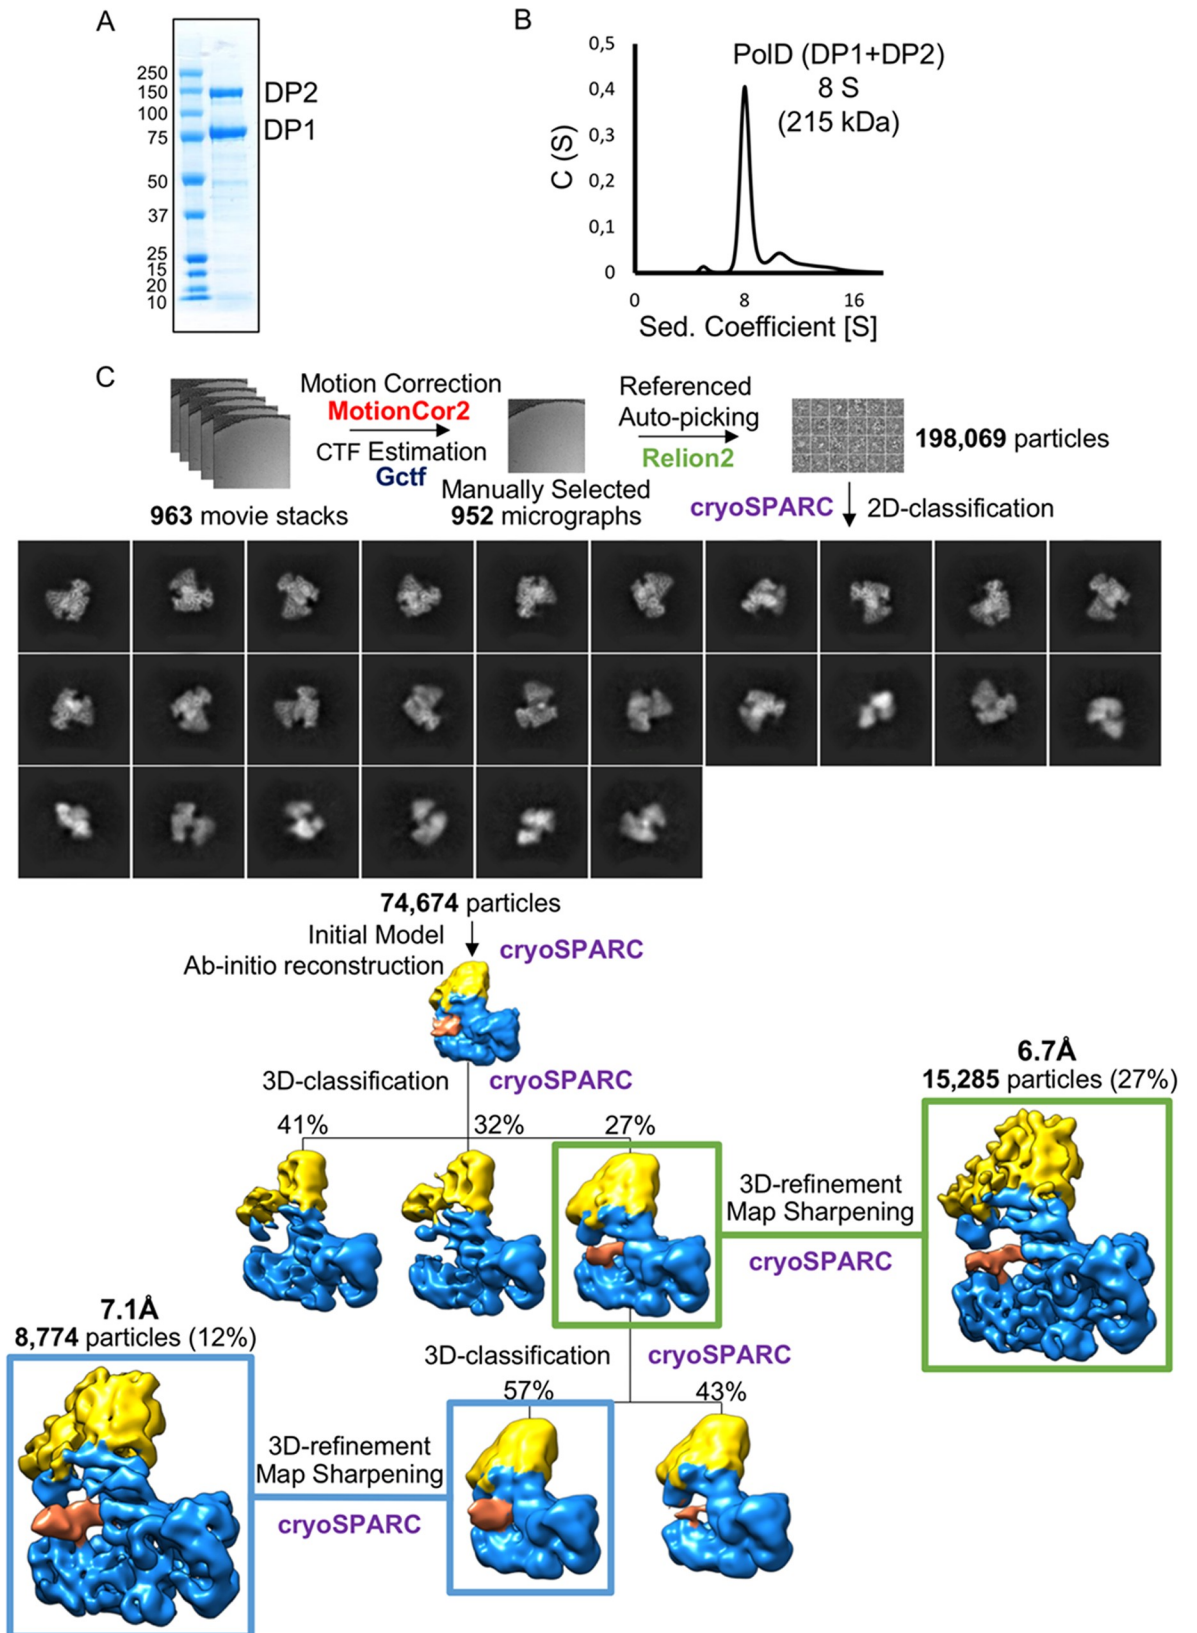 A
250
150
100
75
50
37
25
15
20
10
DP2
DP1
B
0,5
0,4
0,3
0,2
0,1
0
C (S)
PolD (DP1+DP2)
8 S
(215 kDa)
0 8 16
Sed. Coefficient [S]
C
Motion Correction
MotionCor2
CTF Estimation
Gctf
963 movie stacks
Manually Selected
952 micrographs
Referenced
Auto-picking
Relion2
198,069 particles
cryoSPARC 2D-classification
74,674 particles
Initial Model
Ab-initio reconstruction
cryoSPARC
3D-classification cryoSPARC
41% 32% 27%
3D-refinement
Map Sharpening
cryoSPARC
6.7Å
15,285 particles (27%)
3D-classification cryoSPARC
57% 43%
3D-refinement
Map Sharpening
cryoSPARC
7.1Å
8,774 particles (12%)